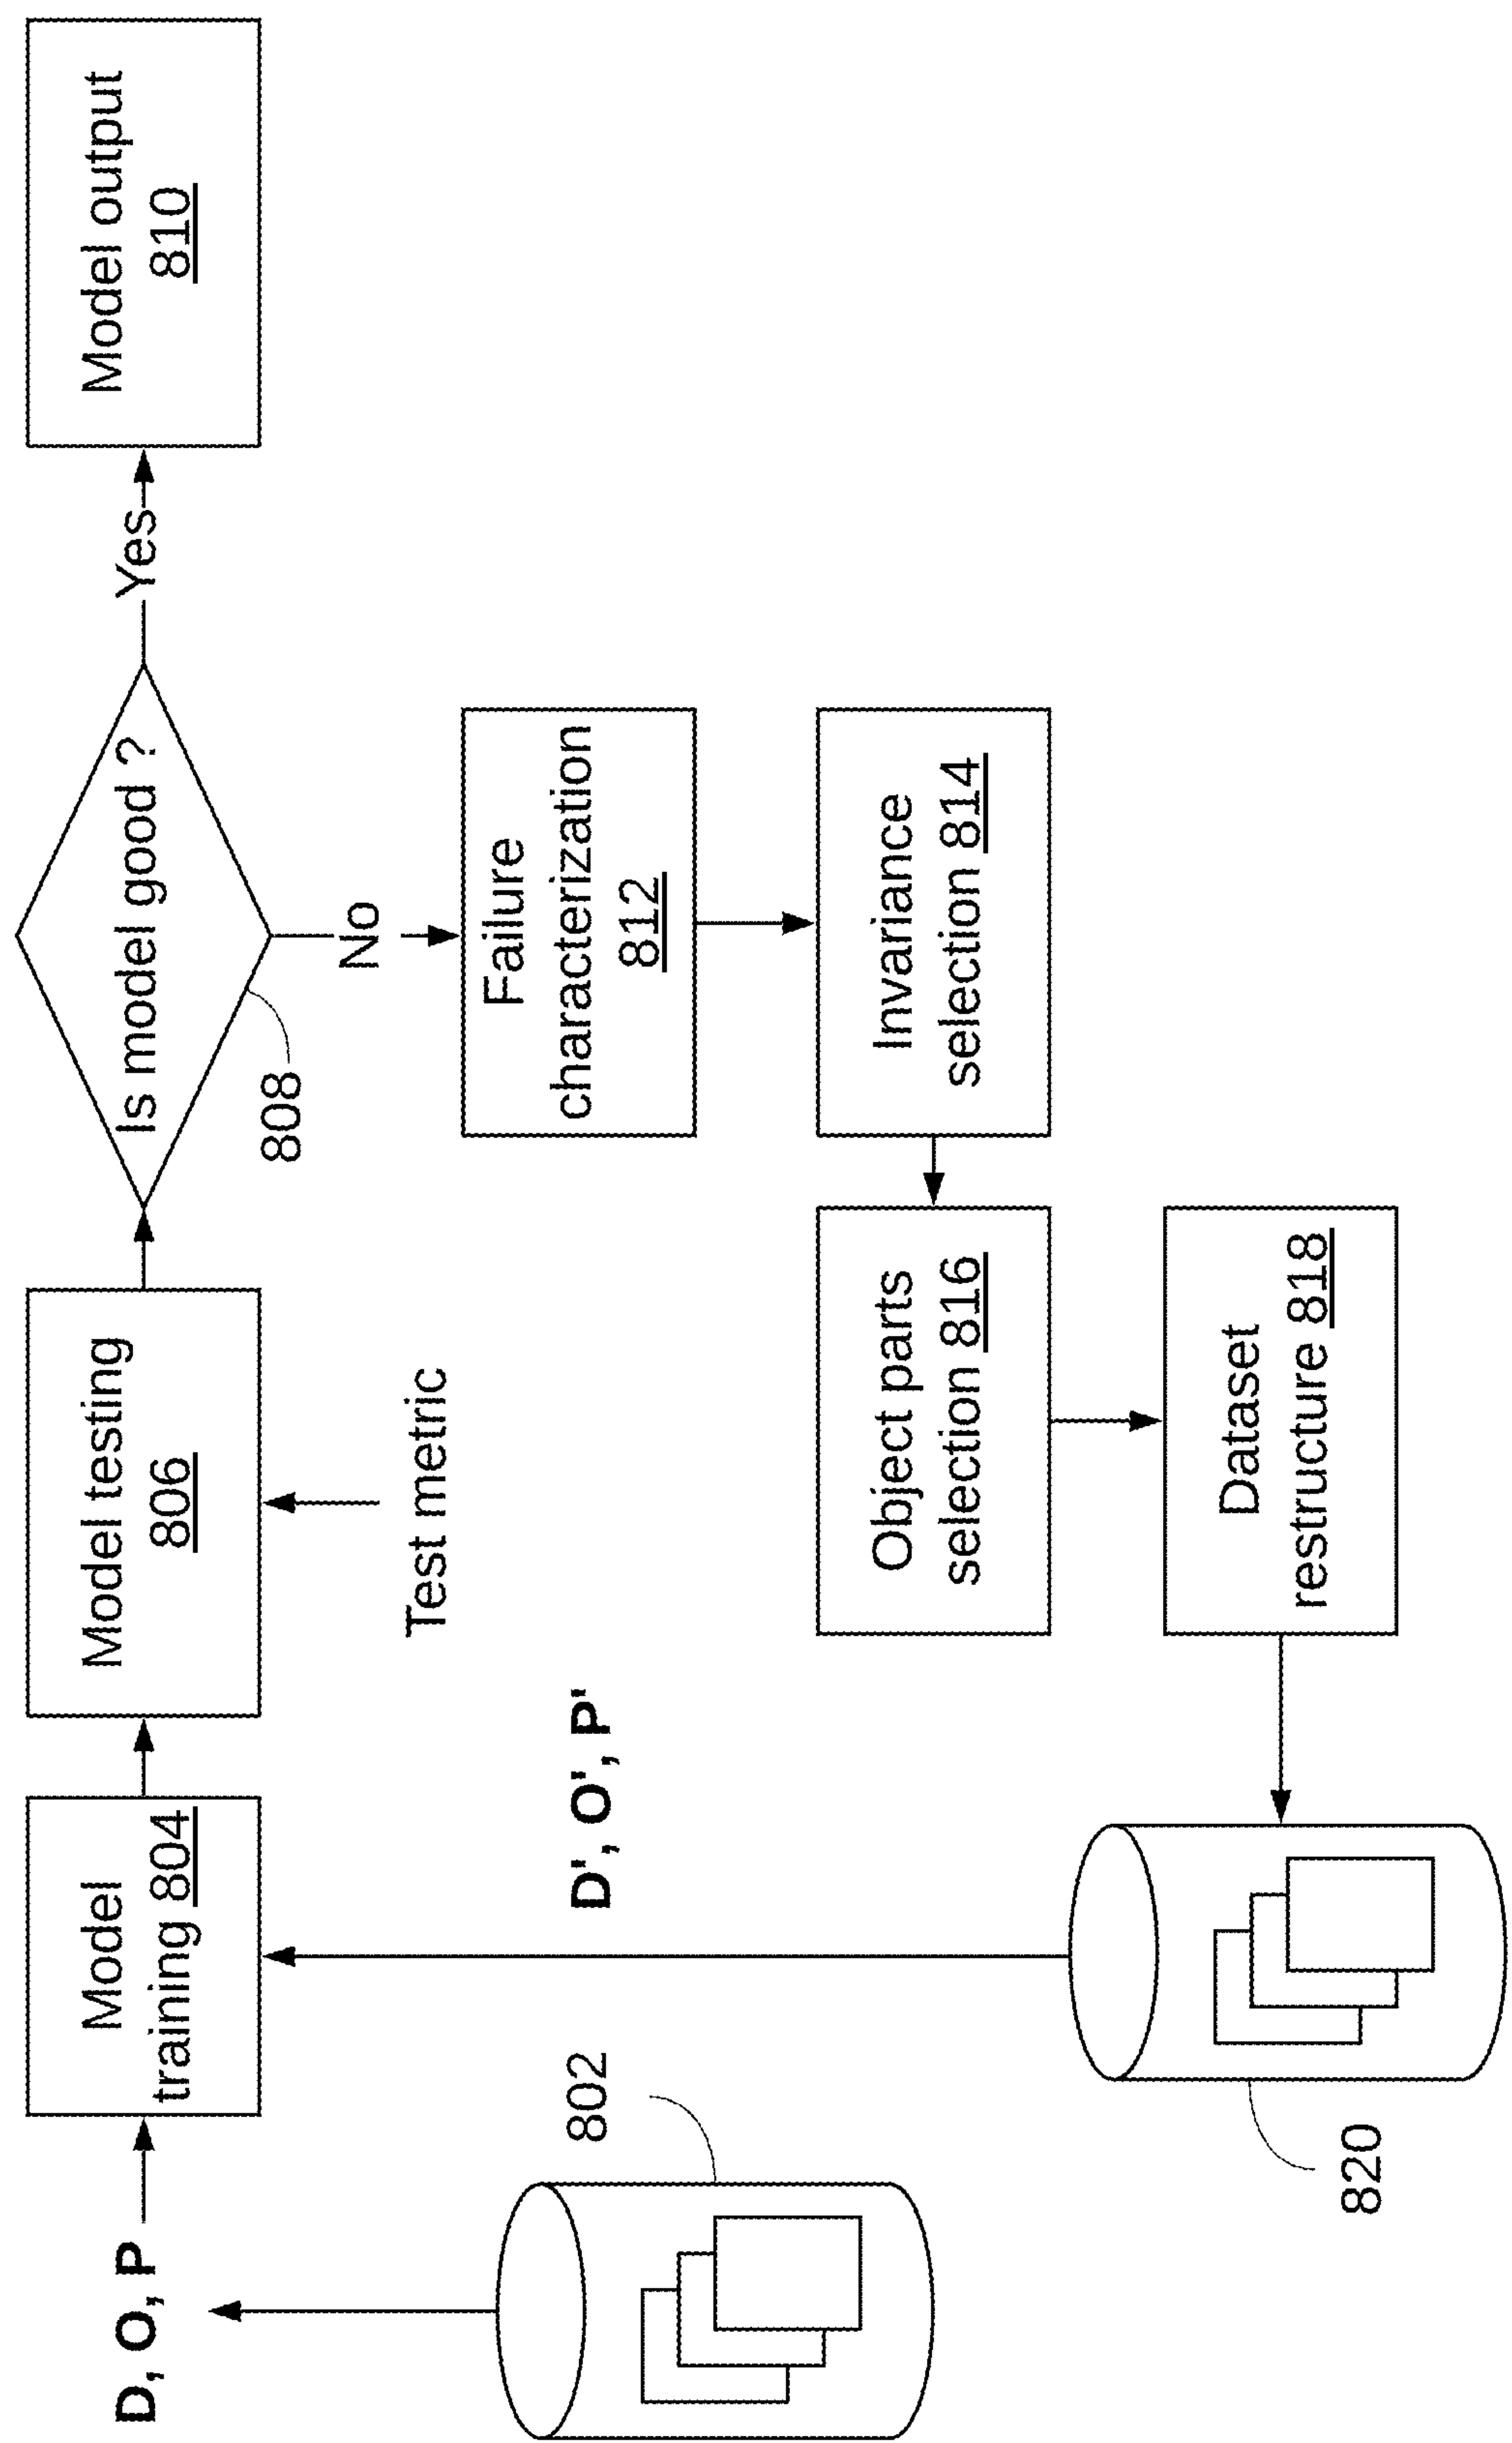 D, O, P
Model
training 804
Model testing
806
Is model good ?
Yes
Model output
810
808
Test metric
No
802
D', O', P'
Failure
characterization
812
Invariance
selection 814
Object parts
selection 816
Dataset
restructure 818
820